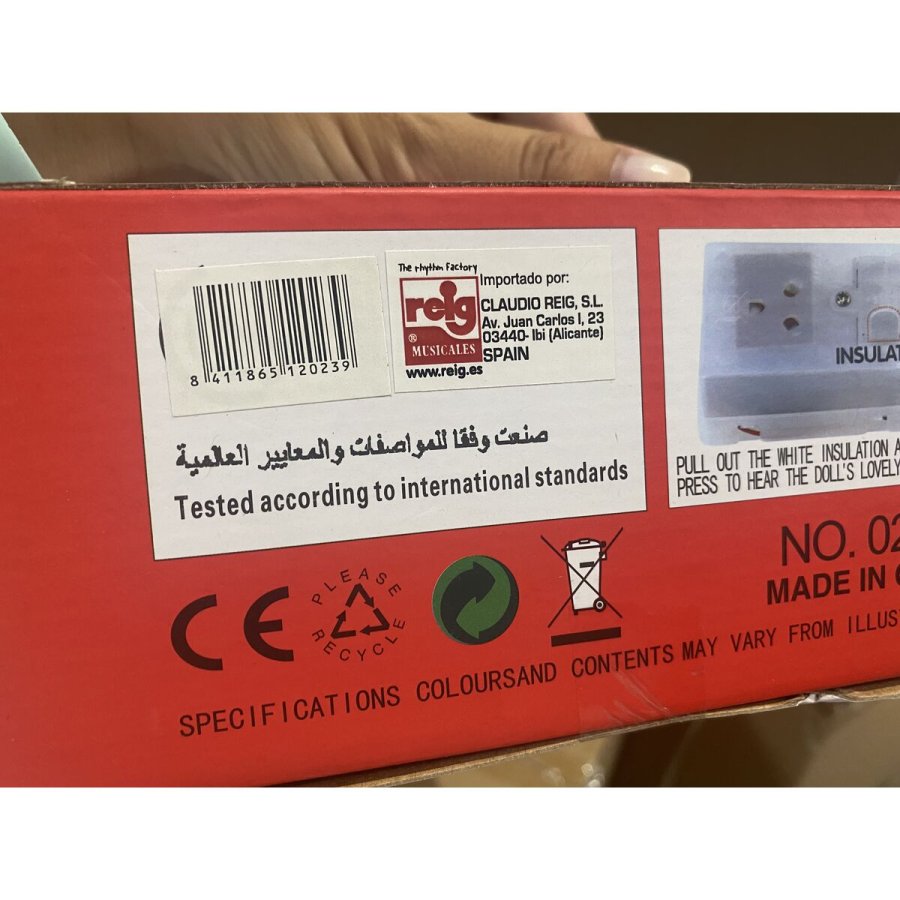 8 411865 120239
The rhythm Factory
reig
®
MUSICALES
www.reig.es
Importado por:
CLAUDIO REIG, S.L.
Av. Juan Carlos I, 23
03440- Ibi (Alicante)
SPAIN
صنعت وفقا للمواصفات والمعايير العالمية
Tested according to international standards
PULL OUT THE WHITE INSULATION
PRESS TO HEAR THE DOLL'S LOVELY
NO. 02
MADE IN
CE
PLEASE
RECYCLE
SPECIFICATIONS COLOURSAND CONTENTS MAY VARY FROM